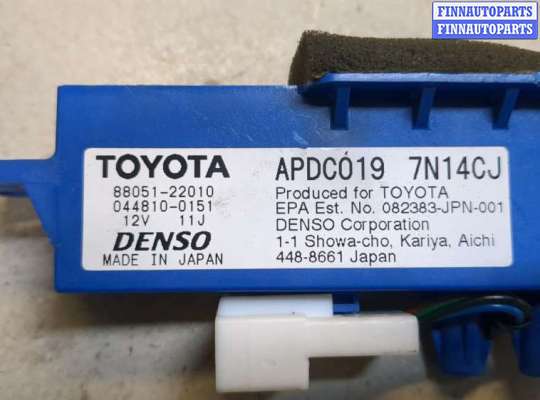 FINNAUTOPARTS
FINNAUTOPARTS
TOYOTA
88051-22010
044810-0151
12V 11J
DENSO
MADE IN JAPAN
APDC019 7N14CJ
Produced for TOYOTA
EPA Est. No. 082383-JPN-001
DENSO Corporation
1-1 Showa-cho, Kariya, Aichi
448-8661 Japan